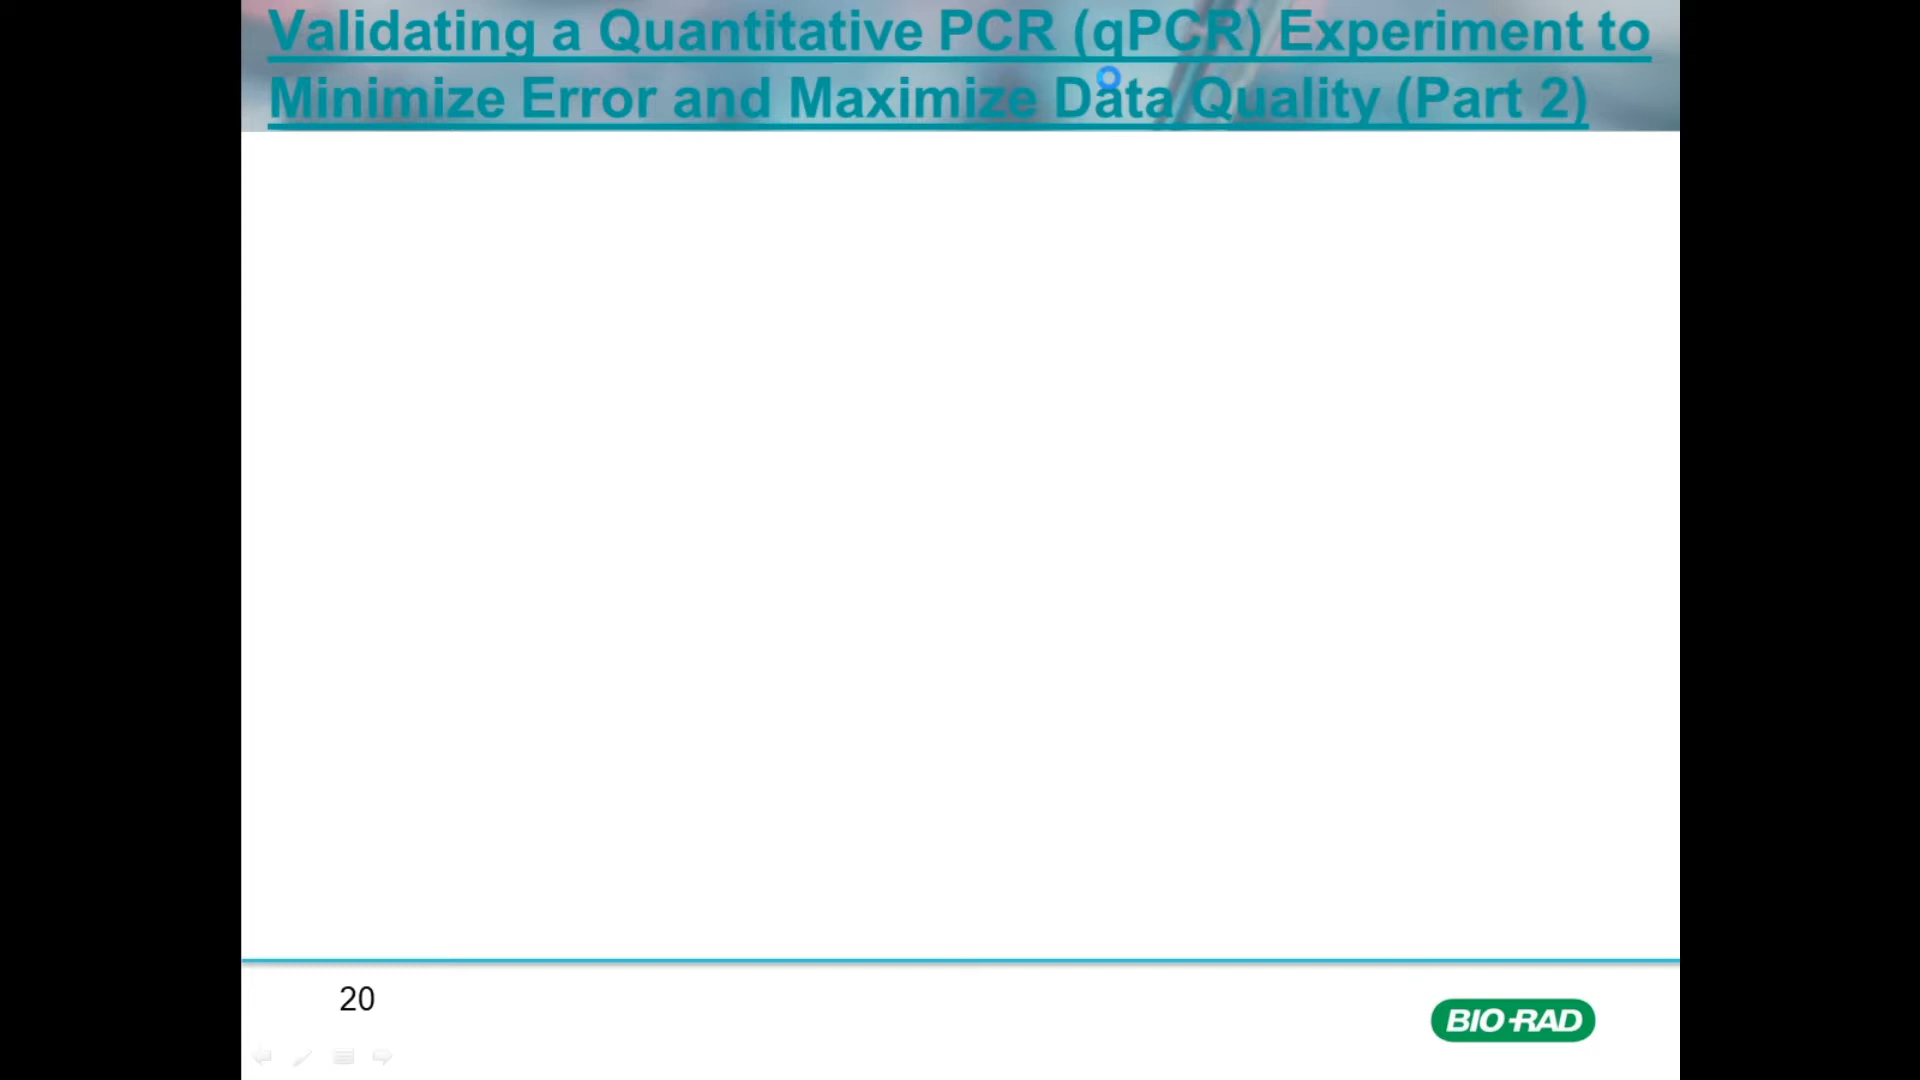 Validating a Quantitative PCR (qPCR) Experiment to
Minimize Error and Maximize Data Quality (Part 2)
20
BIO-RAD